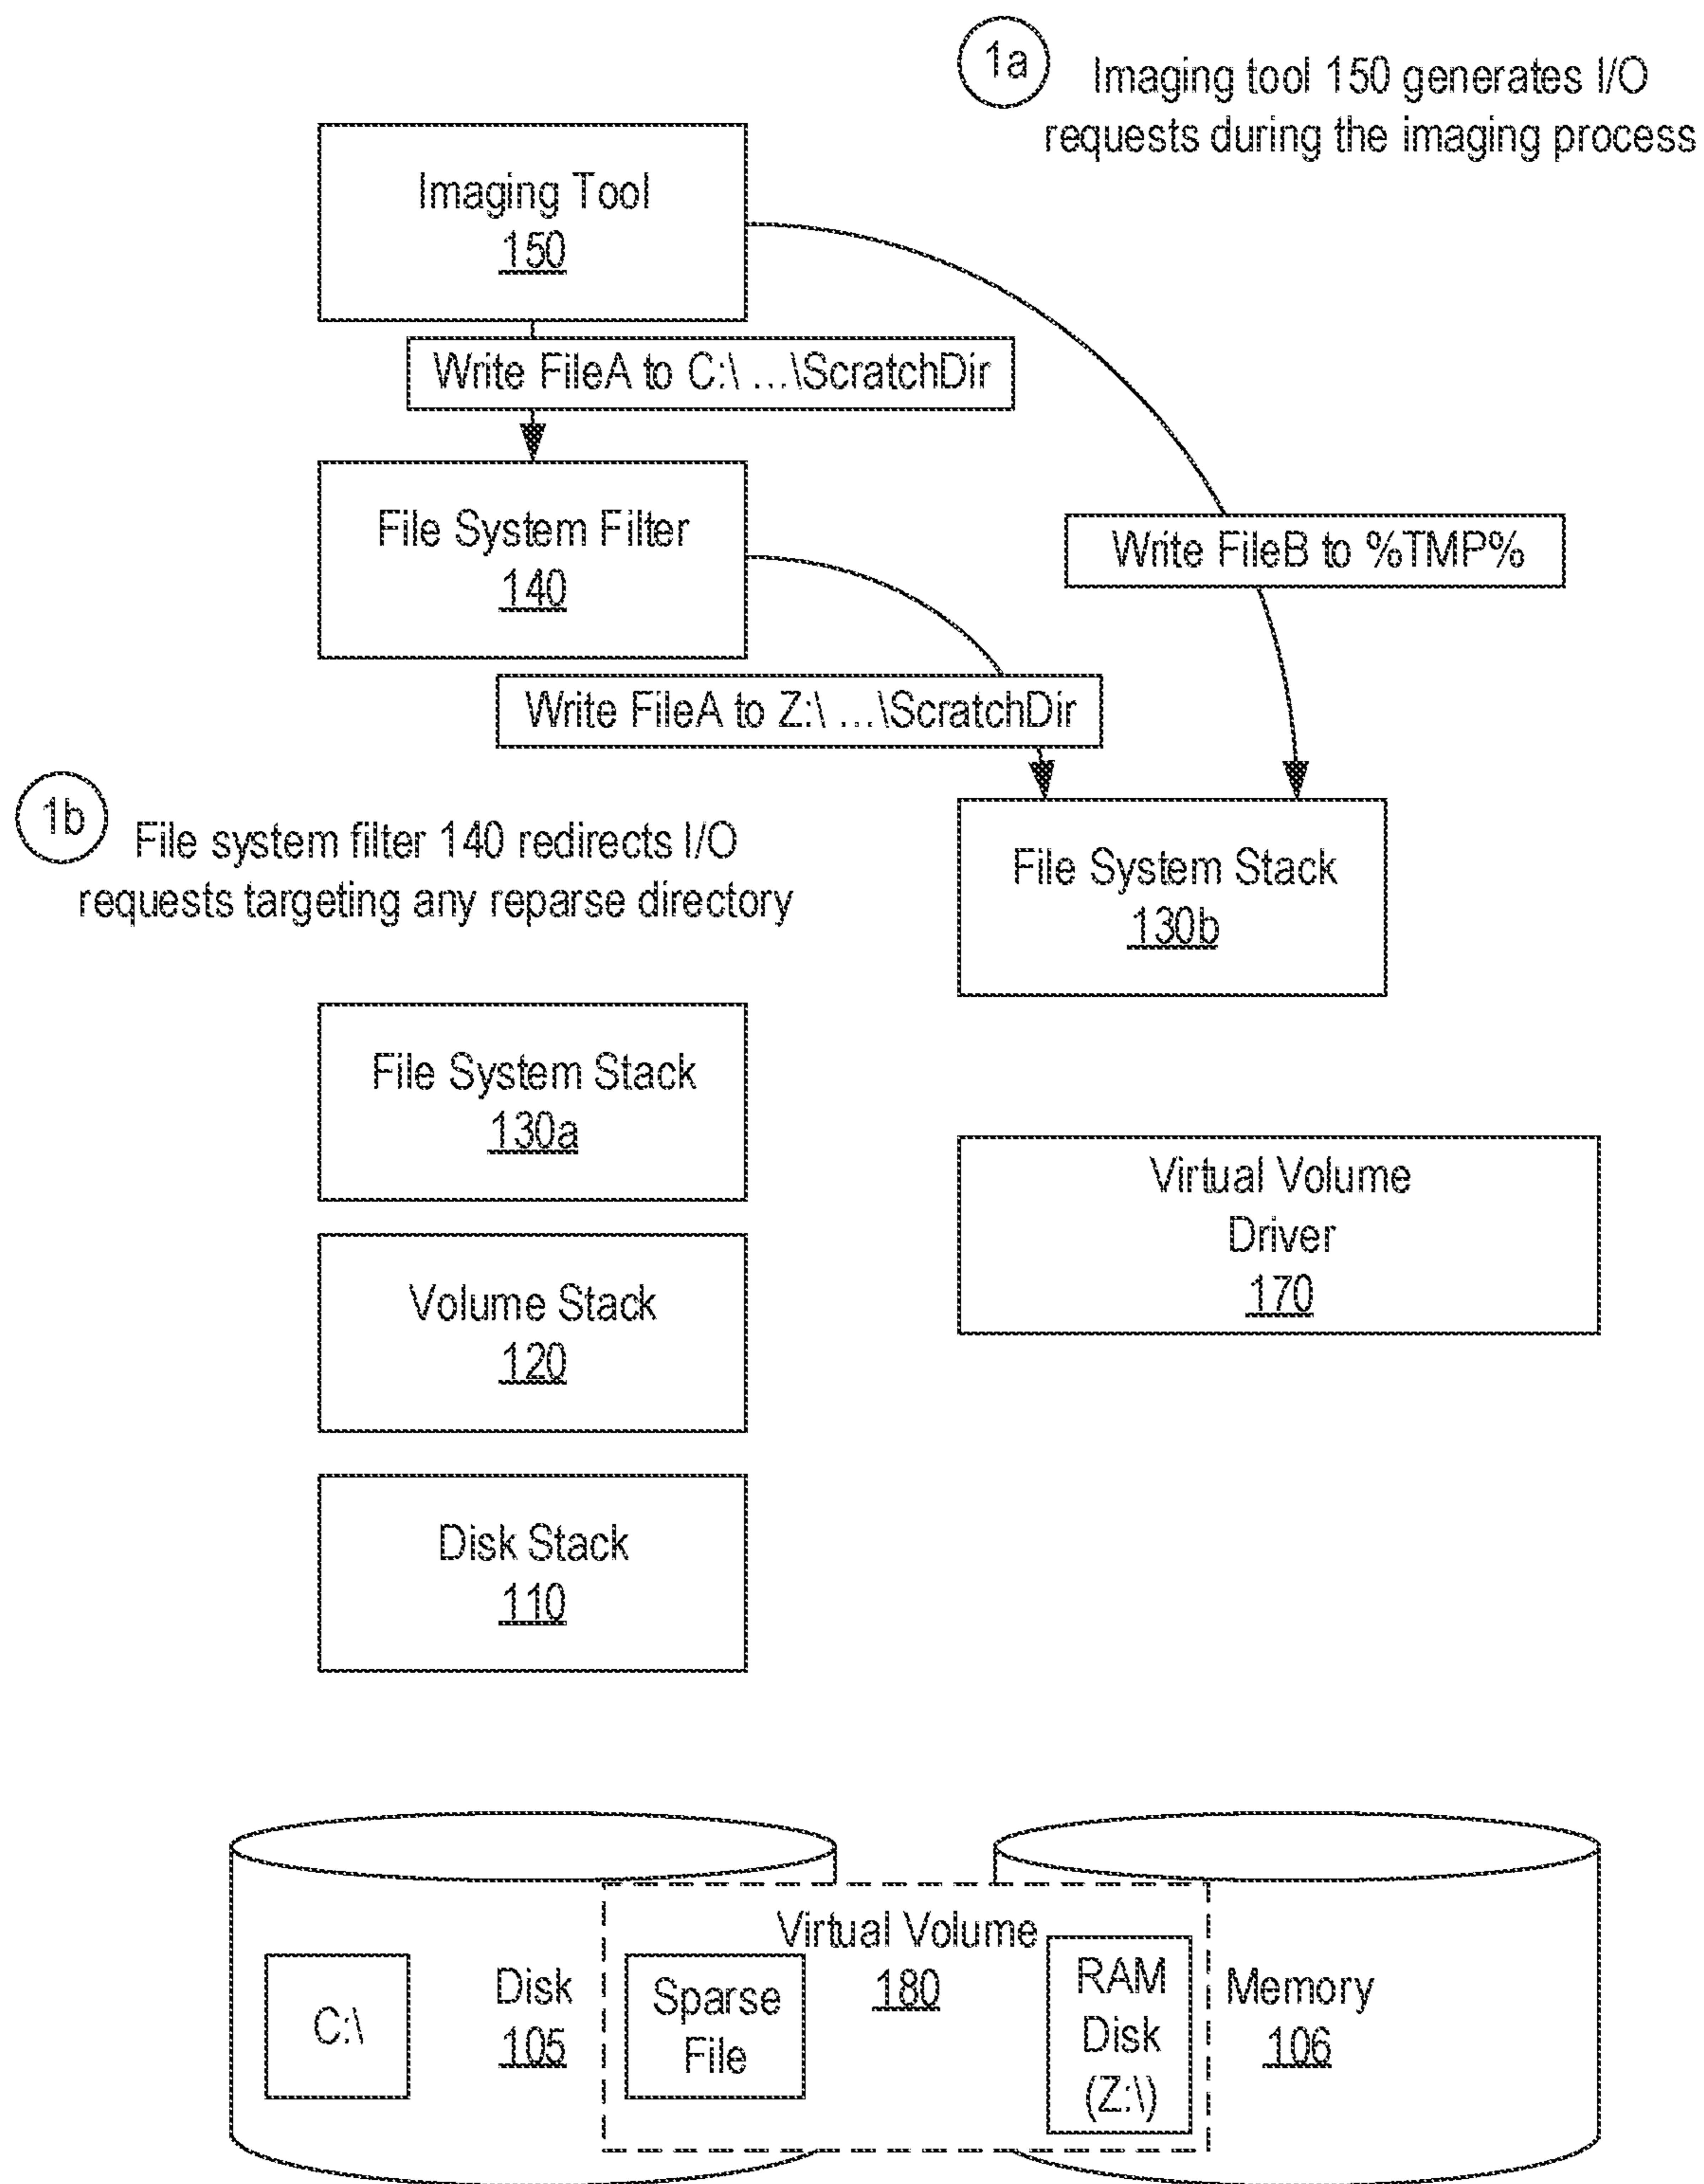 1a
Imaging tool 150 generates I/O
requests during the imaging process
Imaging Tool
150
Write FileA to C:\ ...\ScratchDir
File System Filter
140
Write FileB to %TMP%
Write FileA to Z:\ ...\ScratchDir
1b
File system filter 140 redirects I/O
requests targeting any reparse directory
File System Stack
130b
File System Stack
130a
Virtual Volume
Driver
170
Volume Stack
120
Disk Stack
110
C:\
Disk
105
Sparse
File
Virtual Volume
180
RAM
Disk
(Z:\)
Memory
106